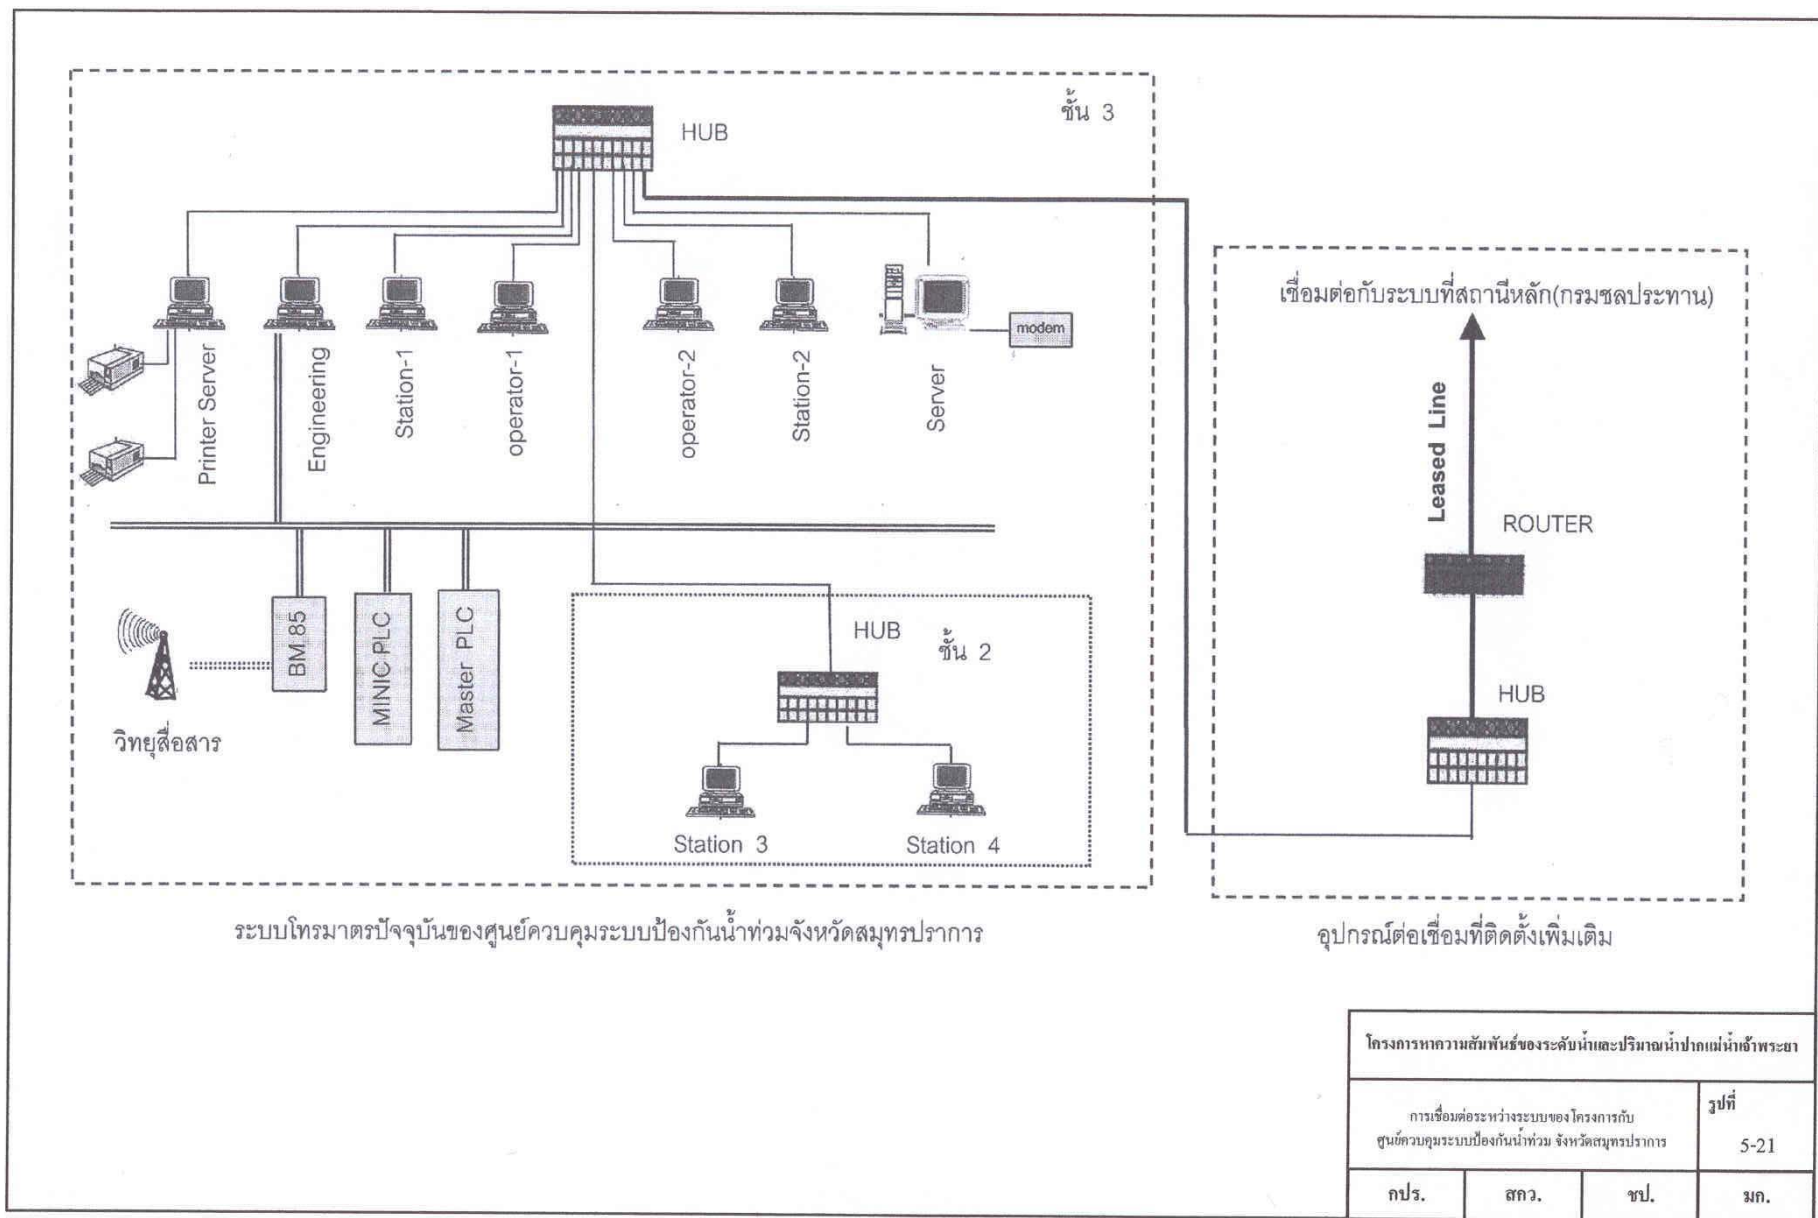 ชั้น 3
HUB
เชื่อมต่อกับระบบที่สถานีหลัก(กรมชลประทาน)
modem
Printer Server
Engineering
Station-1
operator-1
operator-2
Station-2
Server
Leased Line
ROUTER
BM 85
MINIC PLC
Master PLC
HUB
ชั้น 2
HUB
วิทยุสื่อสาร
Station 3
Station 4
ระบบโทรมาตรปัจจุบันของศูนย์ควบคุมระบบป้องกันน้ำท่วมจังหวัดสมุทรปราการ
อุปกรณ์ต่อเชื่อมที่ติดตั้งเพิ่มเติม
โครงการหาความสัมพันธ์ของระดับน้ำและปริมาณน้ำปากแม่น้ำเจ้าพระยา
การเชื่อมต่อระหว่างระบบของโครงการกับ
ศูนย์ควบคุมระบบป้องกันน้ำท่วม จังหวัดสมุทรปราการ
รูปที่
5-21
กปร.
สกว.
ชป.
มก.